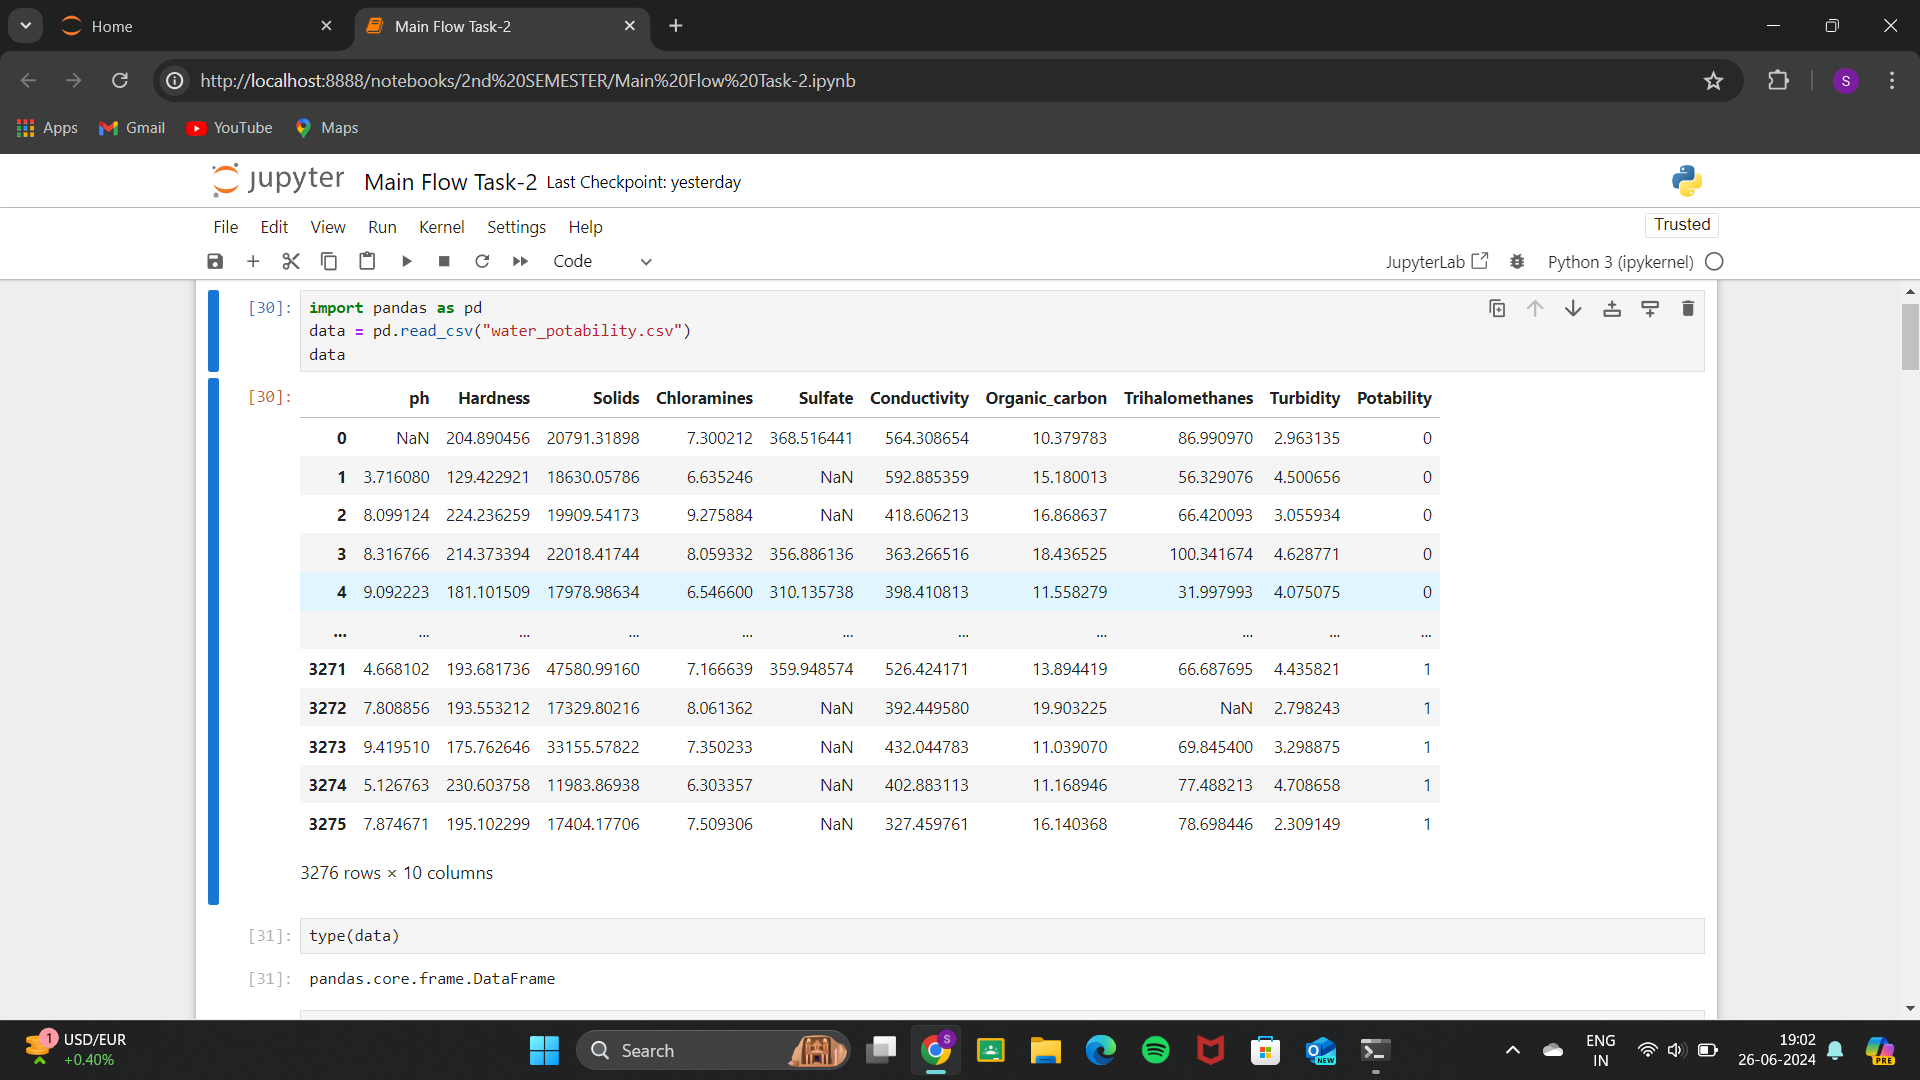 Home
Main Flow Task-2
http://localhost:8888/notebooks/2nd%20SEMESTER/Main%20Flow%20Task-2.ipynb
S
Apps Gmail YouTube Maps
jupyter Main Flow Task-2 Last Checkpoint: yesterday
File Edit View Run Kernel Settings Help
Trusted
Code
JupyterLab Python 3 (ipykernel)
[30]: import pandas as pd
data = pd.read_csv("water_potability.csv")
data
[30]: ph Hardness Solids Chloramines Sulfate Conductivity Organic_carbon Trihalomethanes Turbidity Potability
0 NaN 204.890456 20791.31898 7.300212 368.516441 564.308654 10.379783 86.990970 2.963135 0
1 3.716080 129.422921 18630.05786 6.635246 NaN 592.885359 15.180013 56.329076 4.500656 0
2 8.099124 224.236259 19909.54173 9.275884 NaN 418.606213 16.868637 66.420093 3.055934 0
3 8.316766 214.373394 22018.41744 8.059332 356.886136 363.266516 18.436525 100.341674 4.628771 0
4 9.092223 181.101509 17978.98634 6.546600 310.135738 398.410813 11.558279 31.997993 4.075075 0
... ... ... ... ... ... ... ... ... ... ...
3271 4.668102 193.681736 47580.99160 7.166639 359.948574 526.424171 13.894419 66.687695 4.435821 1
3272 7.808856 193.553212 17329.80216 8.061362 NaN 392.449580 19.903225 NaN 2.798243 1
3273 9.419510 175.762646 33155.57822 7.350233 NaN 432.044783 11.039070 69.845400 3.298875 1
3274 5.126763 230.603758 11983.86938 6.303357 NaN 402.883113 11.168946 77.488213 4.708658 1
3275 7.874671 195.102299 17404.17706 7.509306 NaN 327.459761 16.140368 78.698446 2.309149 1
3276 rows × 10 columns
[31]: type(data)
[31]: pandas.core.frame.DataFrame
1
USD/EUR
+0.40%
Search
S
NEW
ENG
IN
19:02
26-06-2024
PRE